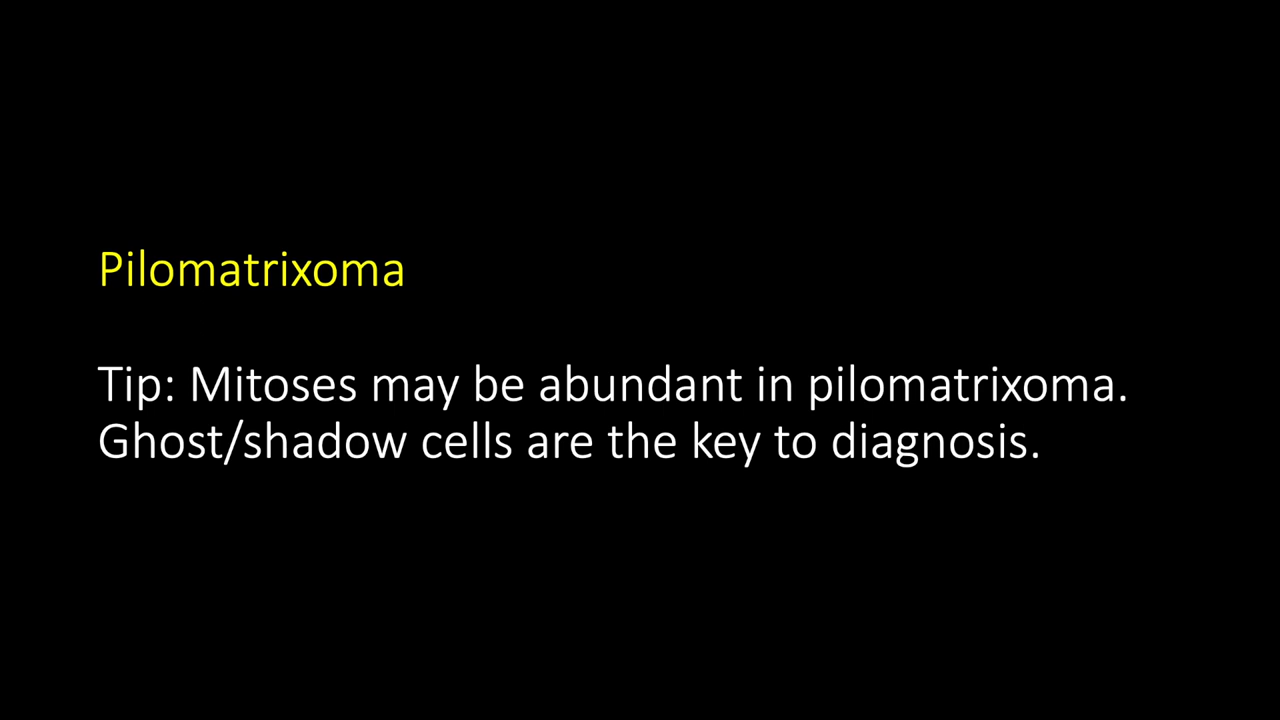 Pilomatrixoma
Tip: Mitoses may be abundant in pilomatrixoma.
Ghost/shadow cells are the key to diagnosis.